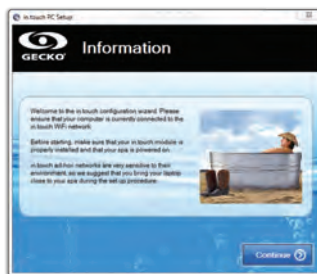 in.touch PC Setup
GECKO
Information
Welcome to the in.touch configuration wizard. Please
ensure that your computer is currently connected to the
in.touch WiFi network.
Before starting, make sure that your in.touch module is
properly installed and that your spa is powered on.
in.touch ad-hoc networks are very sensitive to their
environment, so we suggest that you bring your laptop
close to your spa during the set up procedure.
Continue